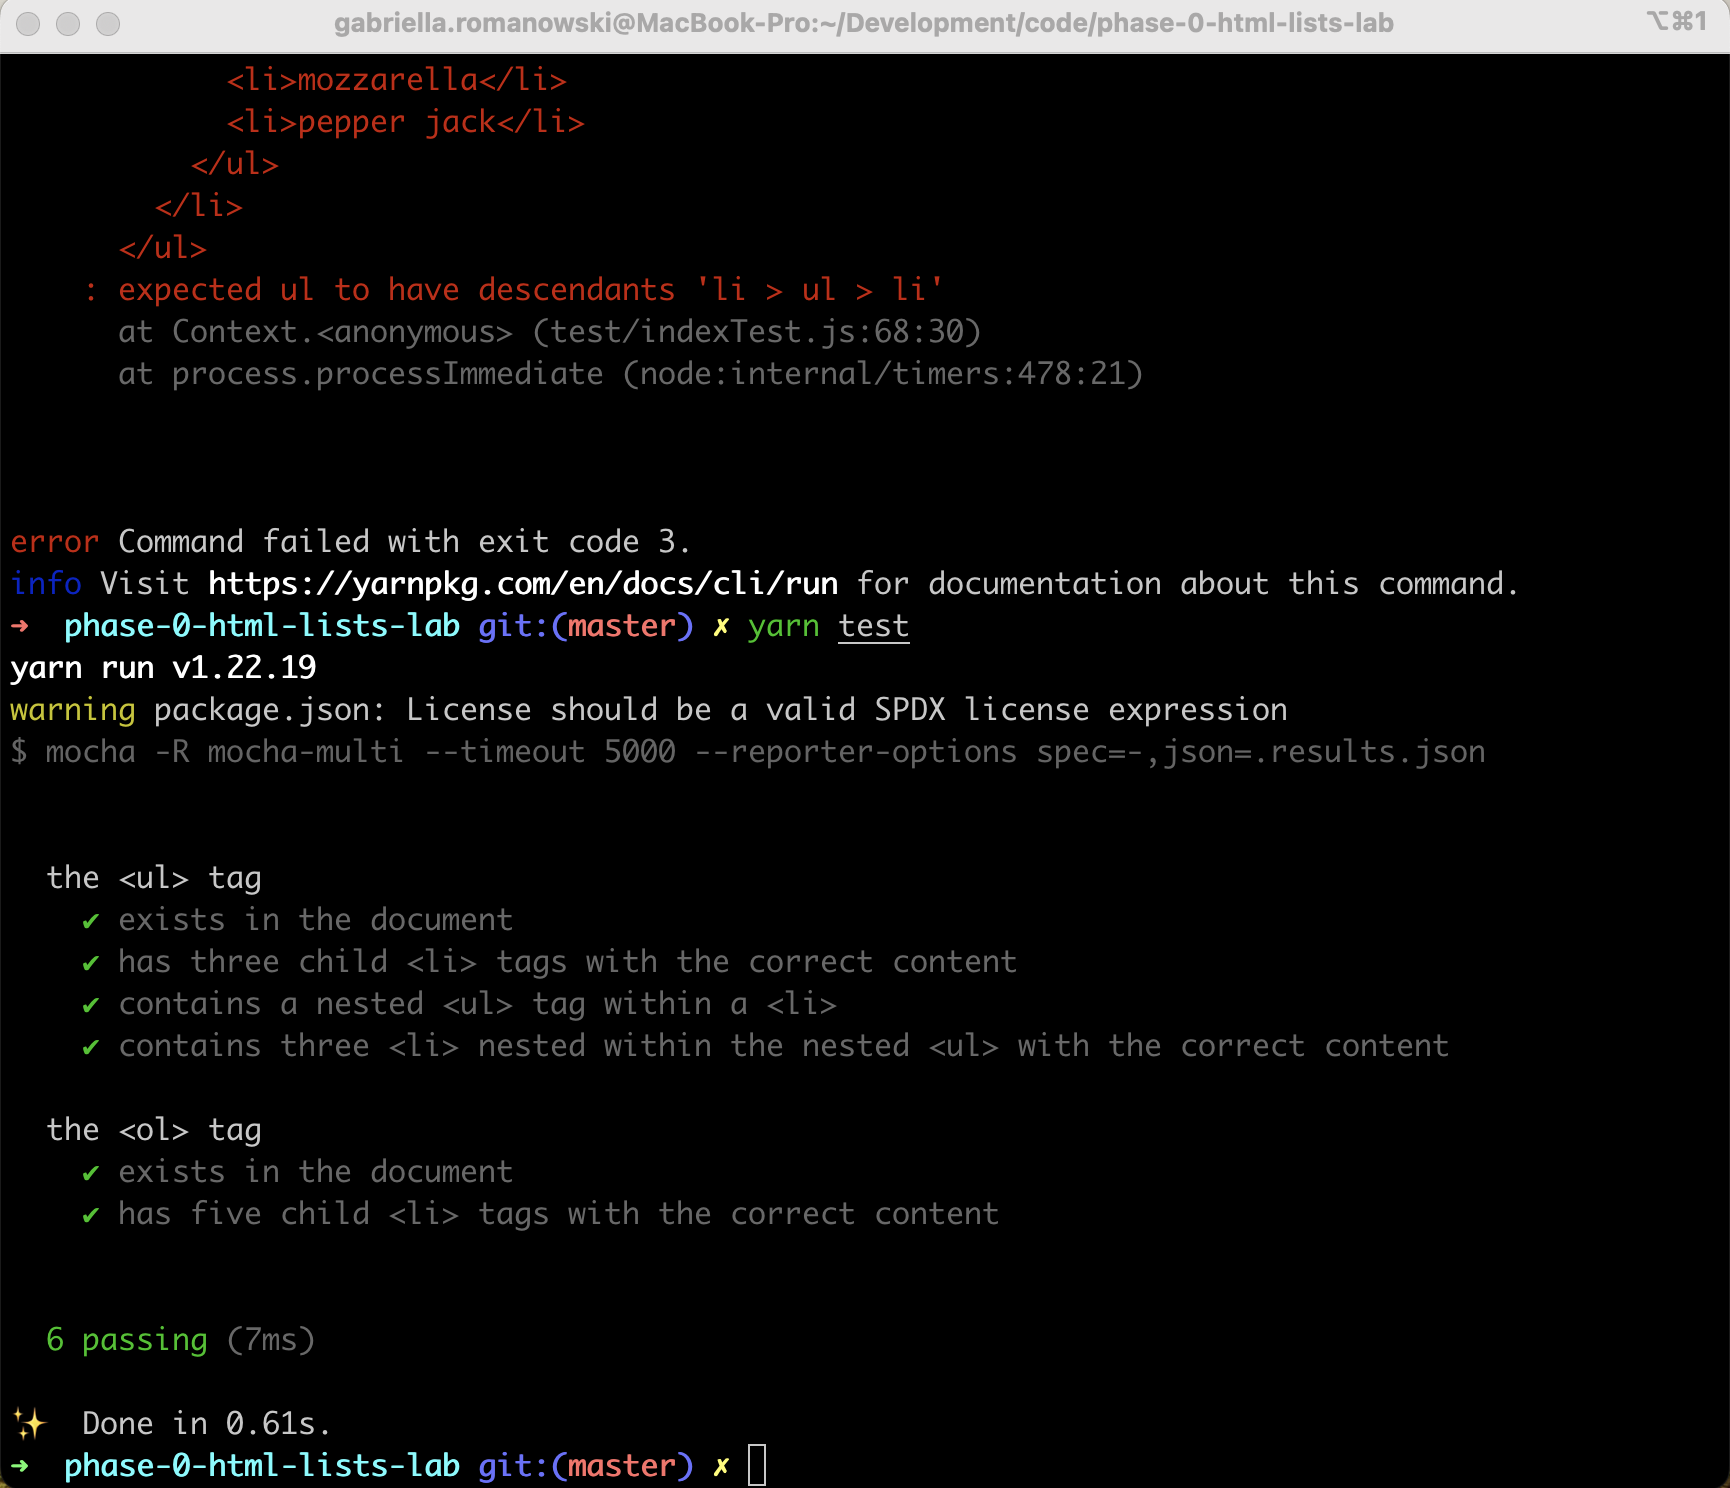 gabriella.romanowski@MacBook-Pro:~/Development/code/phase-0-html-lists-lab ⌥⌘1
<li>mozzarella</li>
<li>pepper jack</li>
</ul>
</li>
</ul>
: expected ul to have descendants 'li > ul > li'
at Context.<anonymous> (test/indexTest.js:68:30)
at process.processImmediate (node:internal/timers:478:21)
error Command failed with exit code 3.
info Visit https://yarnpkg.com/en/docs/cli/run for documentation about this command.
➜ phase-0-html-lists-lab git:(master) ✗ yarn test
yarn run v1.22.19
warning package.json: License should be a valid SPDX license expression
$ mocha -R mocha-multi --timeout 5000 --reporter-options spec=-,json=.results.json
the <ul> tag
✔ exists in the document
✔ has three child <li> tags with the correct content
✔ contains a nested <ul> tag within a <li>
✔ contains three <li> nested within the nested <ul> with the correct content
the <ol> tag
✔ exists in the document
✔ has five child <li> tags with the correct content
6 passing (7ms)
✨ Done in 0.61s.
➜ phase-0-html-lists-lab git:(master) ✗